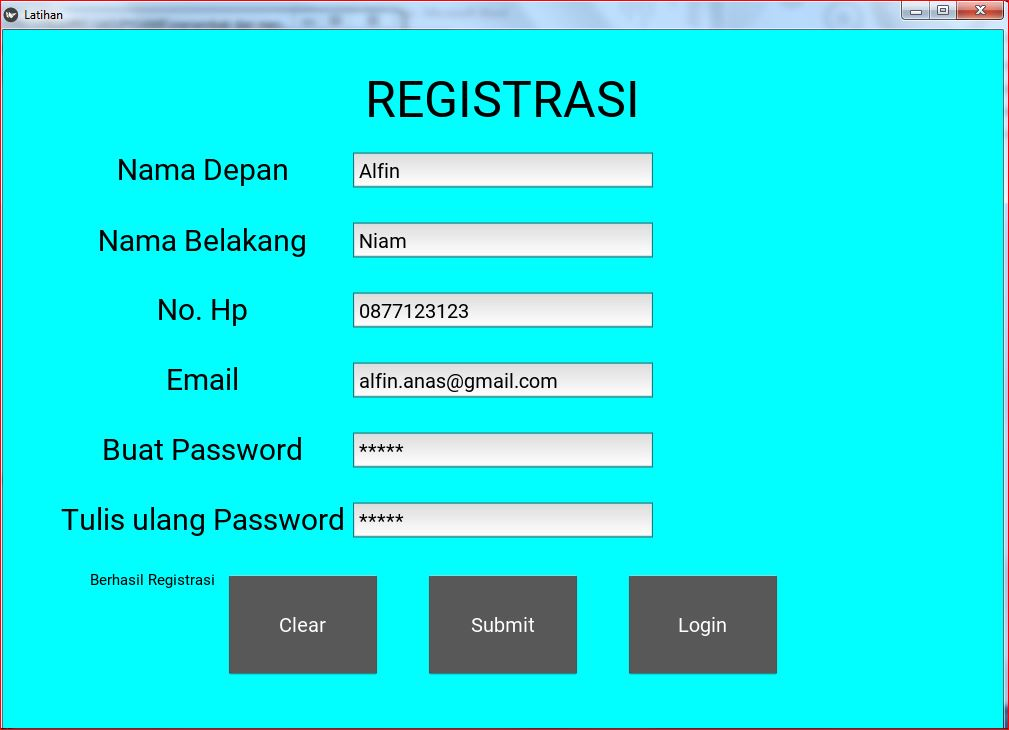 Latihan
REGISTRASI
Nama Depan Alfin
Nama Belakang Niam
No. Hp 0877123123
Email alfin.anas@gmail.com
Buat Password *****
Tulis ulang Password *****
Berhasil Registrasi
Clear Submit Login